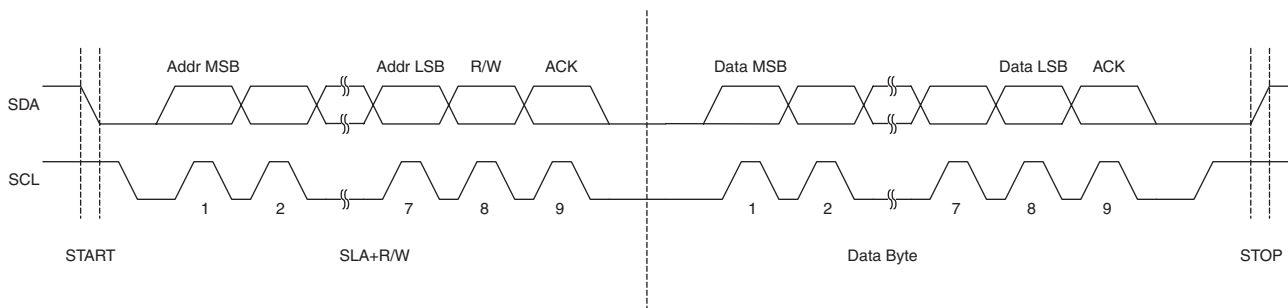 Addr MSB Addr LSB R/W ACK Data MSB Data LSB ACK
SDA
SCL
1 2 7 8 9 1 2 7 8 9
START SLA+R/W Data Byte STOP